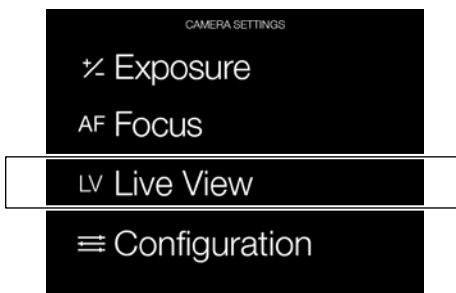 CAMERA SETTINGS
+/- Exposure
AF Focus
LV Live View
Configuration